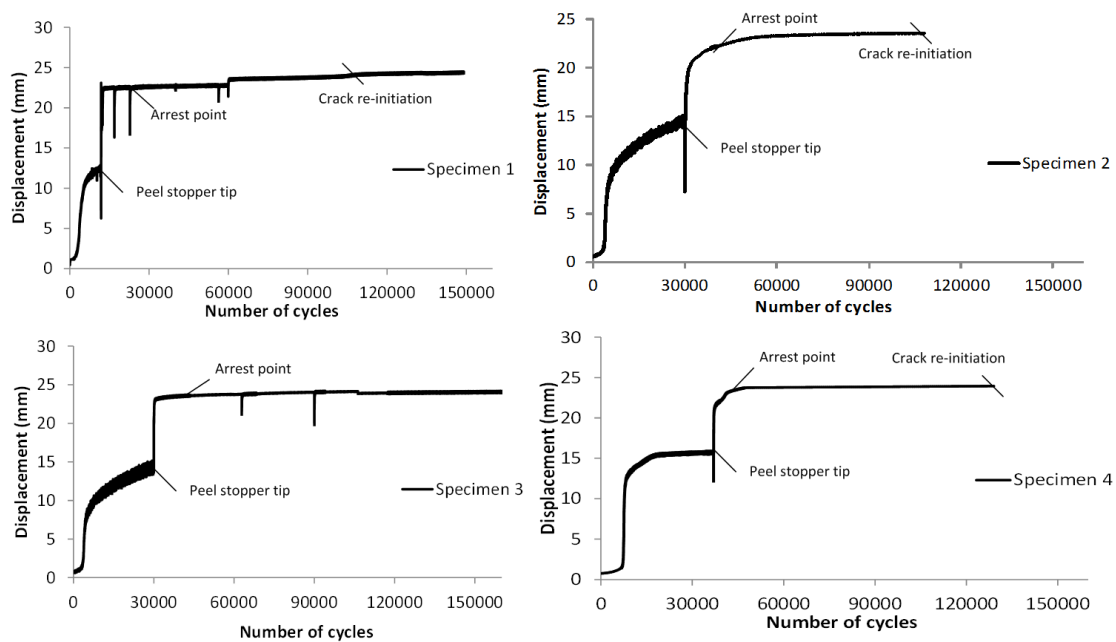 30
25
20
15
10
5
0
Displacement (mm)
Arrest point
Crack re-initiation
Peel stopper tip
Specimen 1
0 30000 60000 90000 120000 150000
Number of cycles
25
20
15
10
5
0
Displacement (mm)
Arrest point
Crack re-initiation
Peel stopper tip
Specimen 2
0 30000 60000 90000 120000 150000
Number of cycles
30
25
20
15
10
5
0
Displacement (mm)
Arrest point
Peel stopper tip
Specimen 3
0 30000 60000 90000 120000 150000
Number of cycles
30
25
20
15
10
5
0
Displacement (mm)
Arrest point
Crack re-initiation
Peel stopper tip
Specimen 4
0 30000 60000 90000 120000 150000
Number of cycles